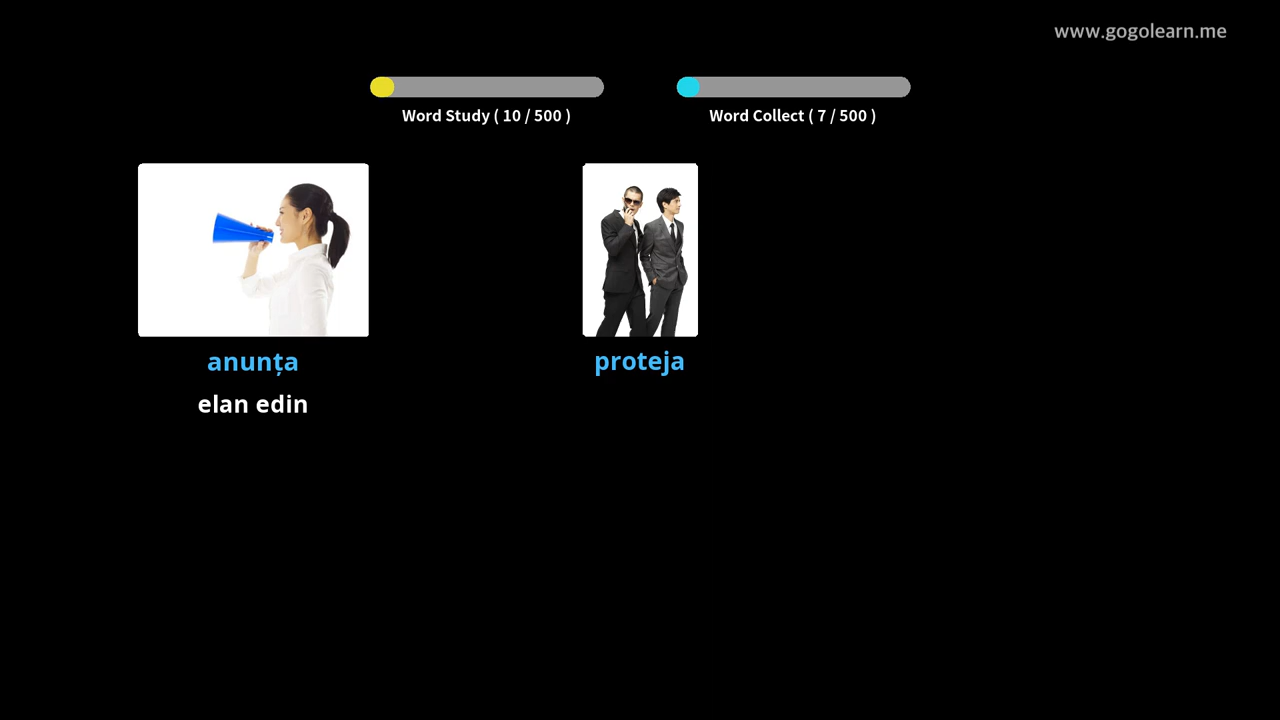 www.gogolearn.me
Word Study ( 10 / 500 )
Word Collect ( 7 / 500 )
anunța
proteja
elan edin